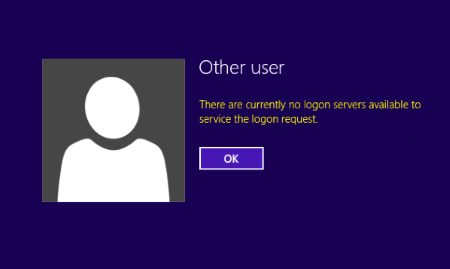 Other user
There are currently no logon servers available to
service the logon request.
OK